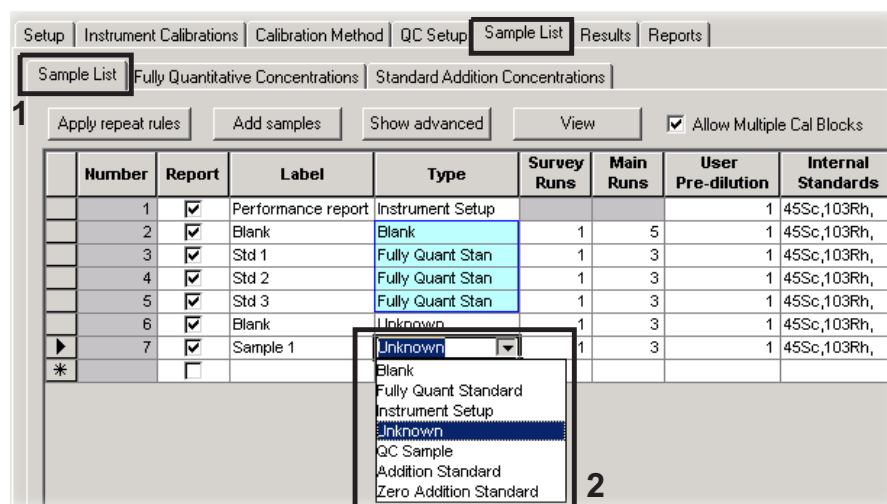 Setup Instrument Calibrations Calibration Method QC Setup Sample List Results Reports
Sample List Fully Quantitative Concentrations Standard Addition Concentrations
1
Apply repeat rules Add samples Show advanced View Allow Multiple Cal Blocks
Number Report Label Type Survey Runs Main Runs User Pre-dilution Internal Standards
1 Performance report Instrument Setup 1 45Sc,103Rh,
2 Blank Blank 1 5 1 45Sc,103Rh,
3 Std 1 Fully Quant Stan 1 3 1 45Sc,103Rh,
4 Std 2 Fully Quant Stan 1 3 1 45Sc,103Rh,
5 Std 3 Fully Quant Stan 1 3 1 45Sc,103Rh,
6 Blank Unknown 1 3 1 45Sc,103Rh,
7 Sample 1 Unknown 1 3 1 45Sc,103Rh,
*
Blank
Fully Quant Standard
Instrument Setup
Unknown
QC Sample
Addition Standard
Zero Addition Standard
2